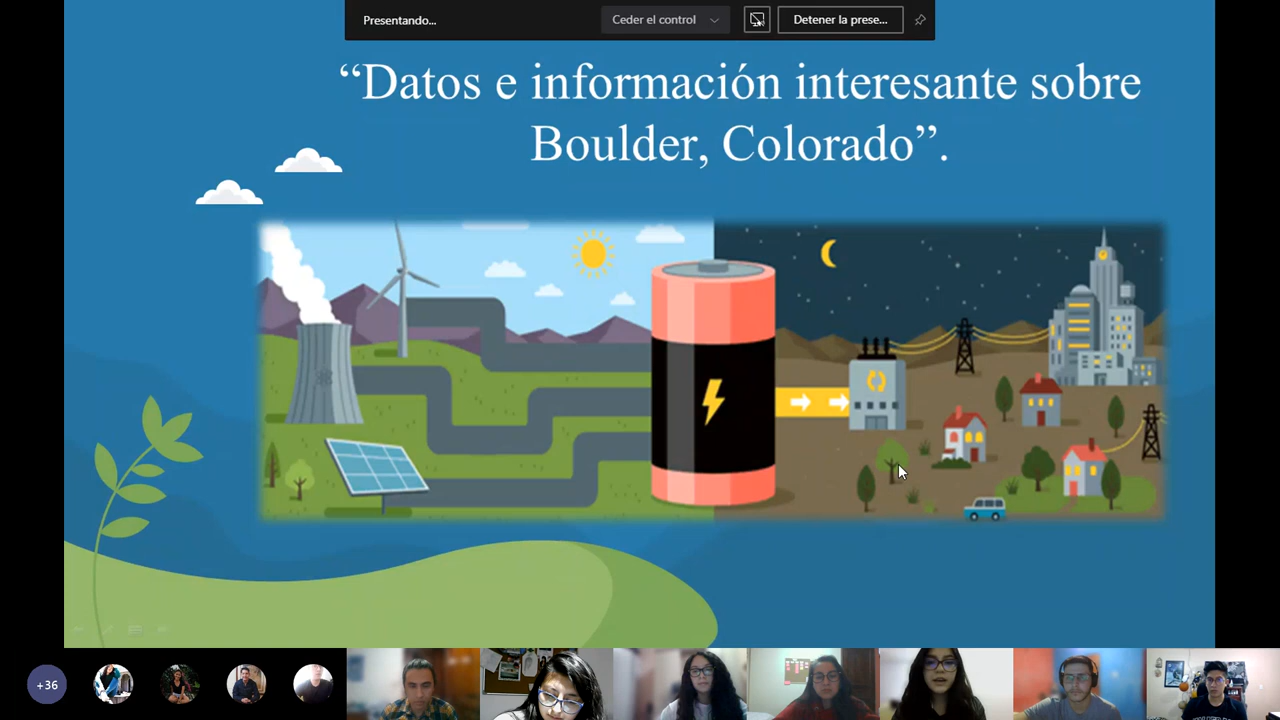 Presentando...
Ceder el control
Detener la prese...
“Datos e información interesante sobre
Boulder, Colorado”.
+36